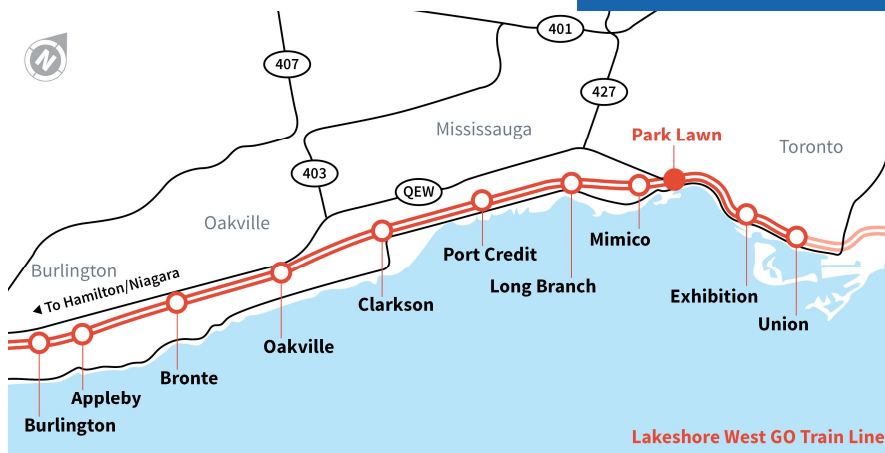 401
N
407
427
Mississauga
Park Lawn
Toronto
403
QEW
Oakville
Mimico
Port Credit
Burlington
◄ To Hamilton/Niagara
Long Branch
Exhibition
Clarkson
Union
Oakville
Bronte
Appleby
Burlington
Lakeshore West GO Train Line